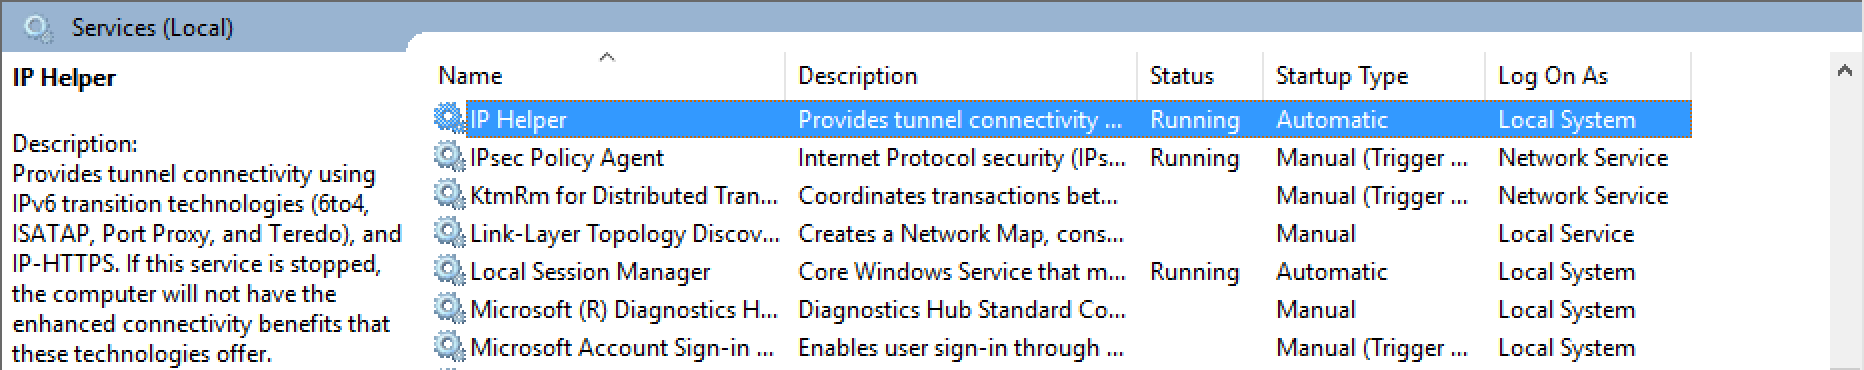 Services (Local)
IP Helper
Description:
Provides tunnel connectivity using
IPv6 transition technologies (6to4,
ISATAP, Port Proxy, and Teredo), and
IP-HTTPS. If this service is stopped,
the computer will not have the
enhanced connectivity benefits that
these technologies offer.
Name Description Status Startup Type Log On As
IP Helper Provides tunnel connectivity ... Running Automatic Local System
IPsec Policy Agent Internet Protocol security (IPs... Running Manual (Trigger ... Network Service
KtmRm for Distributed Tran... Coordinates transactions bet... Manual (Trigger ... Network Service
Link-Layer Topology Discov... Creates a Network Map, cons... Manual Local Service
Local Session Manager Core Windows Service that m... Running Automatic Local System
Microsoft (R) Diagnostics H... Diagnostics Hub Standard Co... Manual Local System
Microsoft Account Sign-in ... Enables user sign-in through ... Manual (Trigger ... Local System